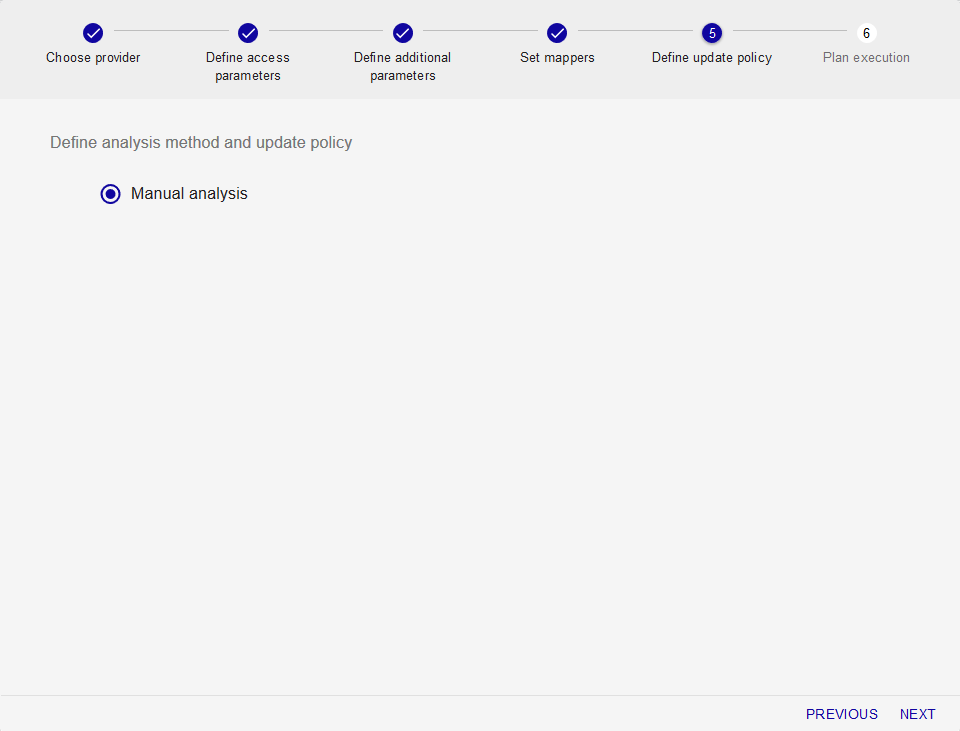 5
6
Choose provider
Define access
parameters
Define additional
parameters
Set mappers
Define update policy
Plan execution
Define analysis method and update policy
Manual analysis
PREVIOUS
NEXT